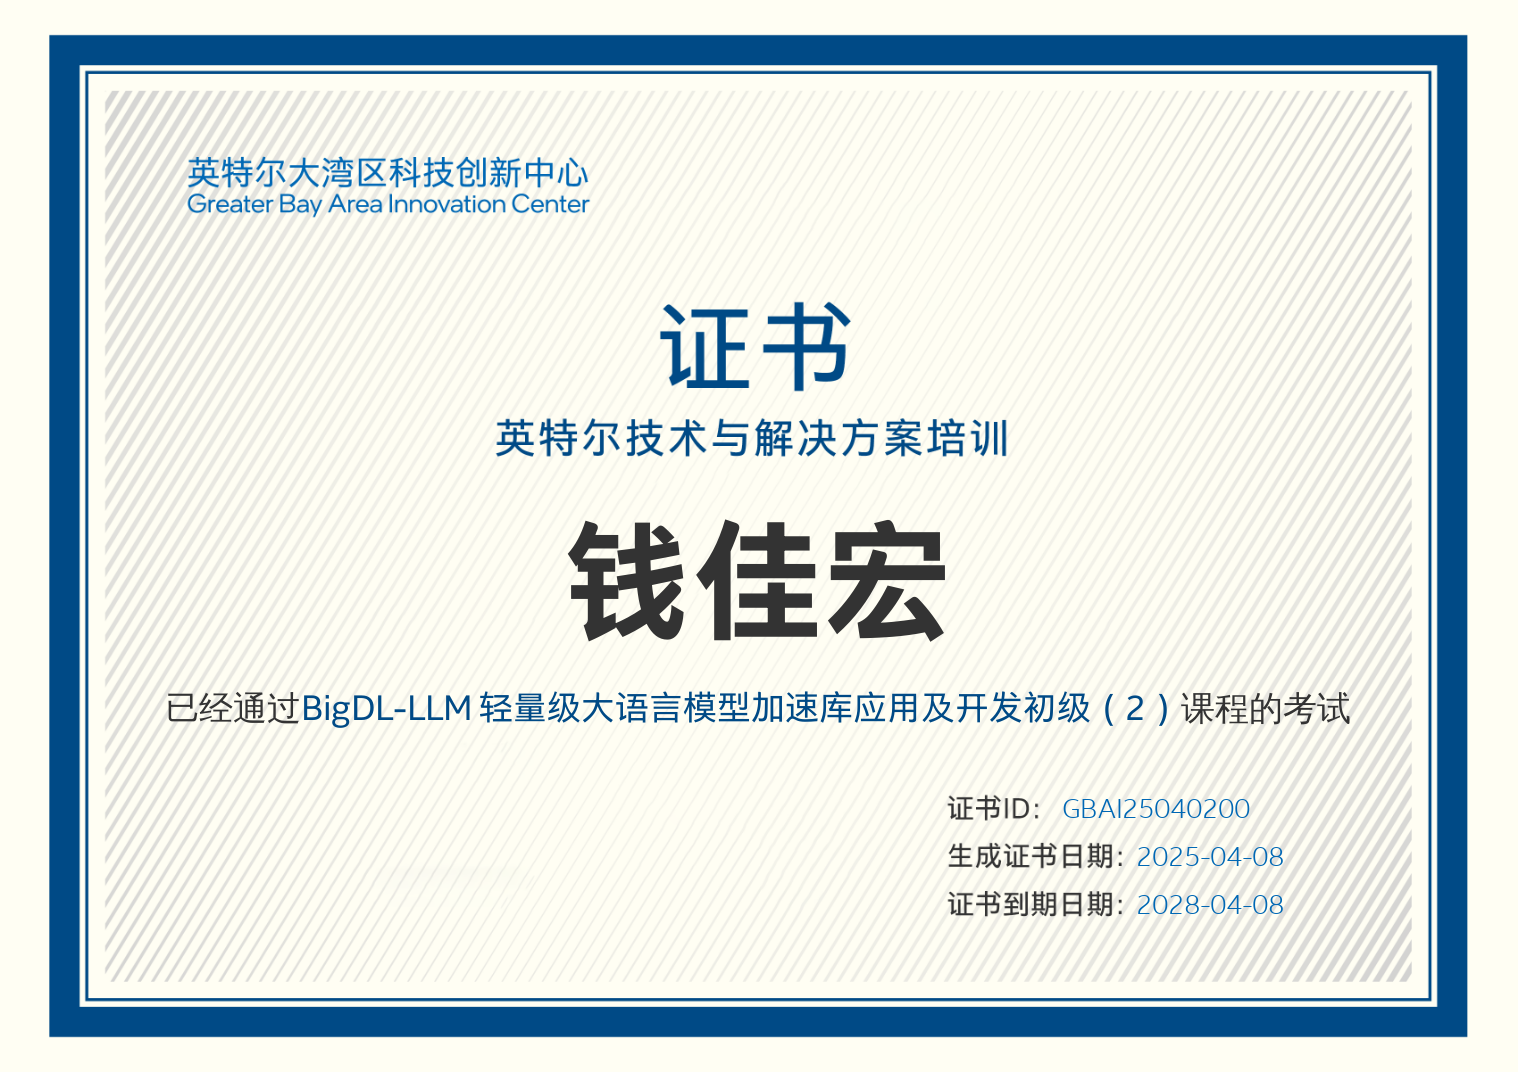 英特尔大湾区科技创新中心
Greater Bay Area Innovation Center
证书
英特尔技术与解决方案培训
钱佳宏
已经通过BigDL-LLM 轻量级大语言模型加速库应用及开发初级（2）课程的考试
证书ID： GBAI25040200
生成证书日期：2025-04-08
证书到期日期：2028-04-08